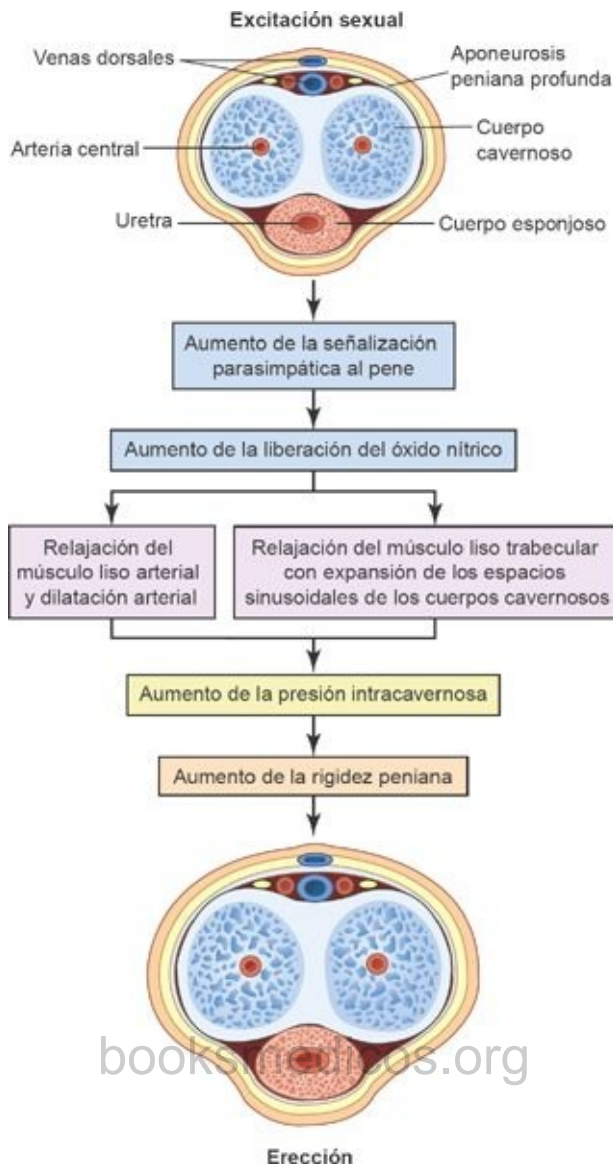 Excitación sexual
Venas dorsales
Aponeurosis
peniana profunda
Arteria central
Cuerpo
cavernoso
Uretra
Cuerpo esponjoso
Aumento de la señalización
parasimpática al pene
Aumento de la liberación del óxido nítrico
Relajación del
músculo liso arterial
y dilatación arterial
Relajación del músculo liso trabecular
con expansión de los espacios
sinusoidales de los cuerpos cavernosos
Aumento de la presión intracavernosa
Aumento de la rigidez peniana
booksmedicos.org
Erección